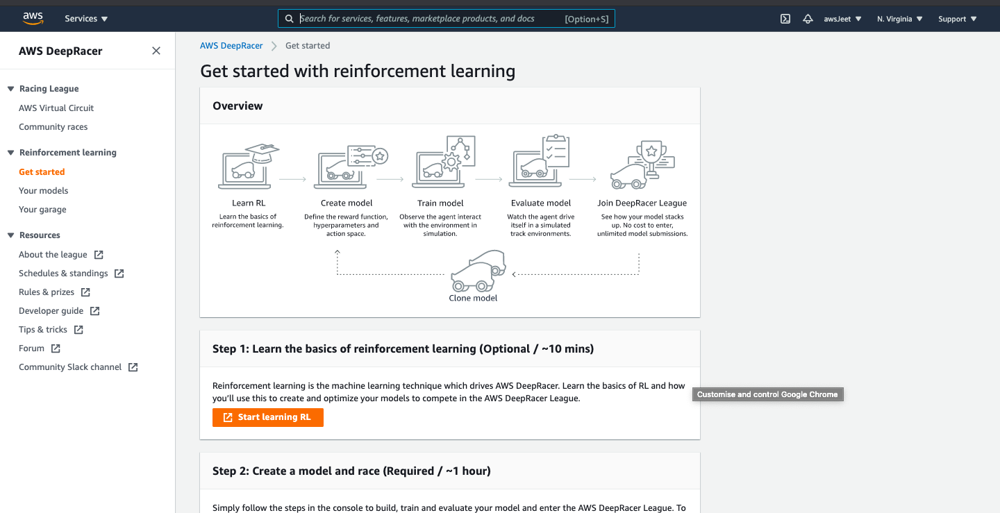 aws
Services
Search for services, features, marketplace products, and docs
[Option+S]
awsJeet
N. Virginia
Support
AWS DeepRacer
Racing League
AWS Virtual Circuit
Community races
Reinforcement learning
Get started
Your models
Your garage
Resources
About the league
Schedules & standings
Rules & prizes
Developer guide
Tips & tricks
Forum
Community Slack channel
AWS DeepRacer
Get started
Get started with reinforcement learning
Overview
Learn RL
Learn the basics of
reinforcement learning.
Create model
Define the reward function,
hyperparameters and
action space.
Train model
Observe the agent interact
with the environment in
simulation.
Evaluate model
Watch the agent drive
itself in a simulated
track environments.
Join DeepRacer League
See how your model stacks
up. No cost to enter,
unlimited model submissions.
Clone model
Step 1: Learn the basics of reinforcement learning (Optional / ~10 mins)
Reinforcement learning is the machine learning technique which drives AWS DeepRacer. Learn the basics of RL and how
you’ll use this to create and optimize your models to compete in the AWS DeepRacer League.
Start learning RL
Customise and control Google Chrome
Step 2: Create a model and race (Required / ~1 hour)
Simply follow the steps in the console to build, train and evaluate your model and enter the AWS DeepRacer League. To